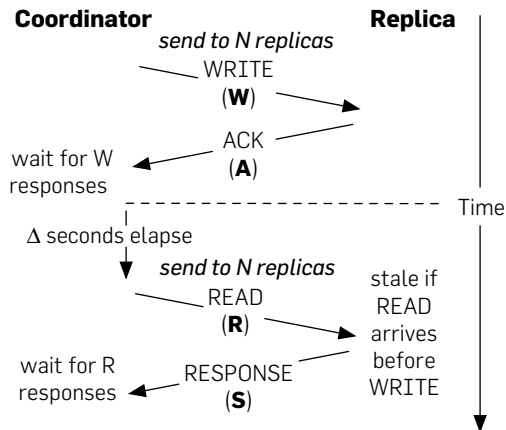 Coordinator
Replica
send to N replicas
WRITE
(W)
ACK
(A)
wait for W
responses
Time
Δ seconds elapse
send to N replicas
READ
(R)
stale if
READ
arrives
before
WRITE
wait for R
responses
RESPONSE
(S)